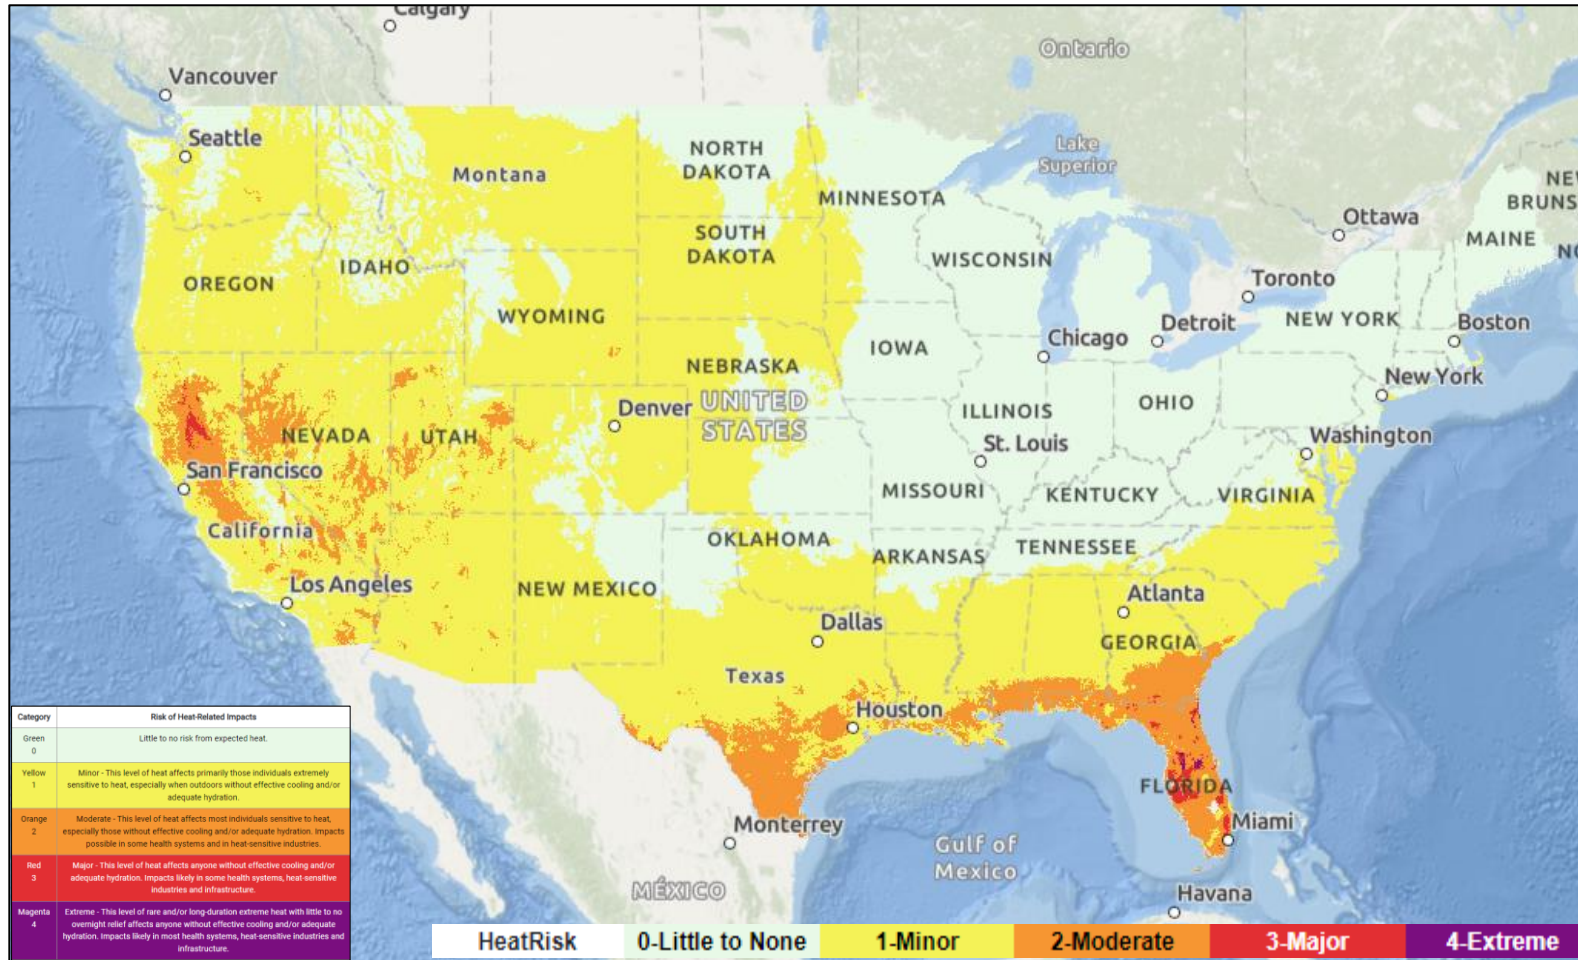 Calgary
Ontario
Vancouver
Seattle
Lake
Superior
NORTH
DAKOTA
Montana
MINNESOTA
NEW
BRUNS
Ottawa
MAINE
SOUTH
DAKOTA
WISCONSIN
IDAHO
OREGON
Toronto
WYOMING
NEW YORK
Boston
Detroit
Chicago
IOWA
NEBRASKA
New York
Denver
UNITED
STATES
ILLINOIS
OHIO
NEVADA
UTAH
St. Louis
Washington
San Francisco
MISSOURI
KENTUCKY
VIRGINIA
California
OKLAHOMA
ARKANSAS
TENNESSEE
Los Angeles
NEW MEXICO
Atlanta
Dallas
GEORGIA
Texas
Houston
FLORIDA
Miami
Monterrey
Gulf of
Mexico
MÉXICO
Havana
Category Risk of Heat-Related Impacts
Green
0
Little to no risk from expected heat.
Yellow
1
Minor - This level of heat affects primarily those individuals extremely
sensitive to heat, especially when outdoors without effective cooling and/or
adequate hydration.
Orange
2
Moderate - This level of heat affects most individuals sensitive to heat,
especially those without effective cooling and/or adequate hydration. Impacts
possible in some health systems and in heat-sensitive industries.
Red
3
Major - This level of heat affects anyone without effective cooling and/or
adequate hydration. Impacts likely in some health systems, heat-sensitive
industries and infrastructure.
Magenta
4
Extreme - This level of rare and/or long-duration extreme heat with little to no
overnight relief affects anyone without effective cooling and/or adequate
hydration. Impacts likely in most health systems, heat-sensitive industries and
infrastructure.
HeatRisk 0-Little to None 1-Minor 2-Moderate 3-Major 4-Extreme